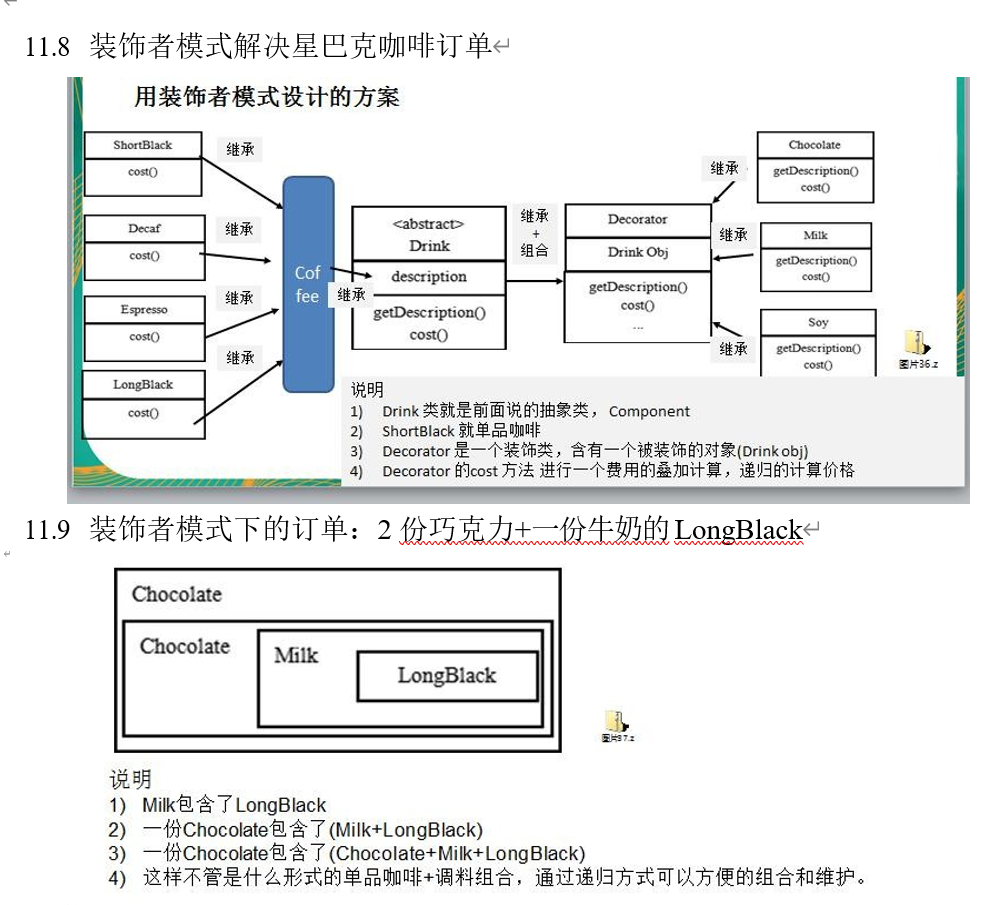 11.8 装饰者模式解决星巴克咖啡订单
用装饰者模式设计的方案
ShortBlack
cost()
继承
Decaf
cost()
继承
Espresso
cost()
继承
LongBlack
cost()
继承
Cof
fee
继承
<abstract>
Drink
description
getDescription()
cost()
继承
+
组合
Decorator
Drink Obj
getDescription()
cost()
...
继承
Chocolate
getDescription()
cost()
继承
Milk
getDescription()
cost()
继承
Soy
getDescription()
cost()
图片36.z
说明
1) Drink 类就是前面说的抽象类， Component
2) ShortBlack 就单品咖啡
3) Decorator 是一个装饰类，含有一个被装饰的对象(Drink obj)
4) Decorator 的cost 方法 进行一个费用的叠加计算，递归的计算价格
11.9 装饰者模式下的订单：2 份巧克力+一份牛奶的 LongBlack
Chocolate
Chocolate
Milk
LongBlack
图片37.z
说明
1) Milk包含了LongBlack
2) 一份Chocolate包含了(Milk+LongBlack)
3) 一份Chocolate包含了(Chocolate+Milk+LongBlack)
4) 这样不管是什么形式的单品咖啡+调料组合，通过递归方式可以方便的组合和维护。